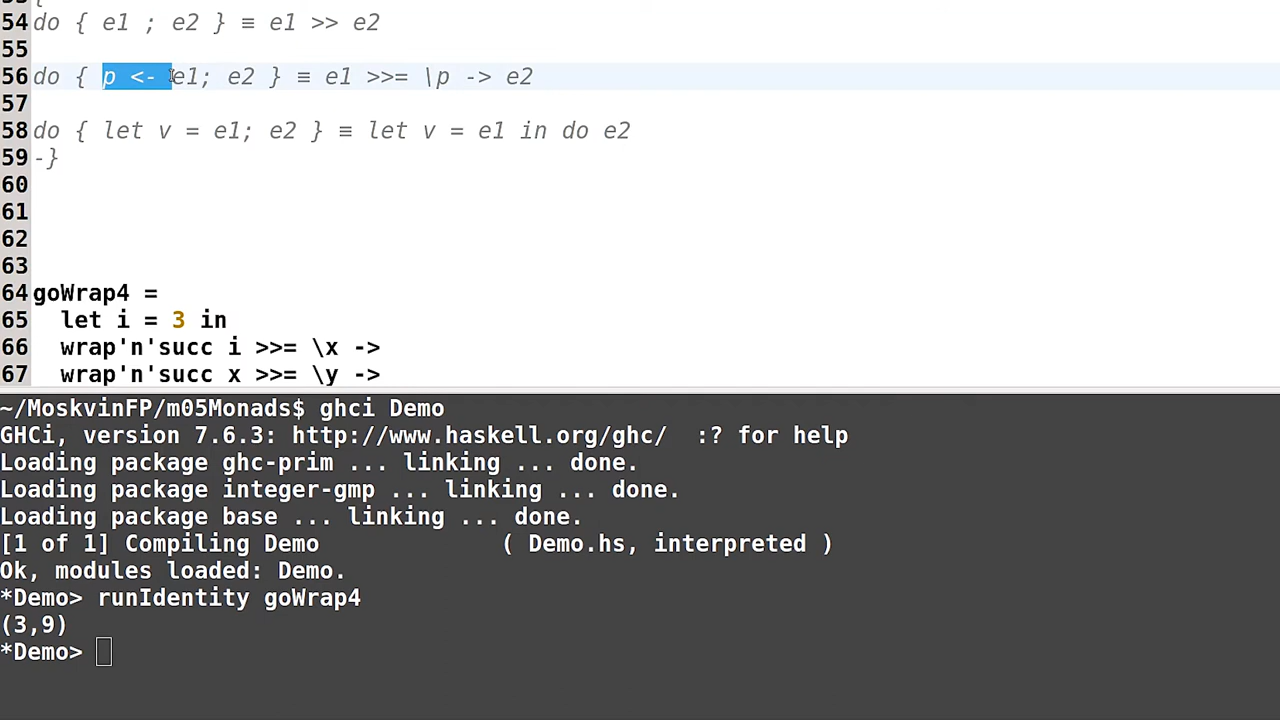 54 do { e1 ; e2 } ≡ e1 >> e2
55
56 do { p <- e1; e2 } ≡ e1 >>= \p -> e2
57
58 do { let v = e1; e2 } ≡ let v = e1 in do e2
59 -}
60
61
62
63
64 goWrap4 =
65   let i = 3 in
66   wrap'n'succ i >>= \x ->
67   wrap'n'succ x >>= \y ->
~/MoskvinFP/m05Monads$ ghci Demo
GHCi, version 7.6.3: http://www.haskell.org/ghc/  :? for help
Loading package ghc-prim ... linking ... done.
Loading package integer-gmp ... linking ... done.
Loading package base ... linking ... done.
[1 of 1] Compiling Demo             ( Demo.hs, interpreted )
Ok, modules loaded: Demo.
*Demo> runIdentity goWrap4
(3,9)
*Demo>